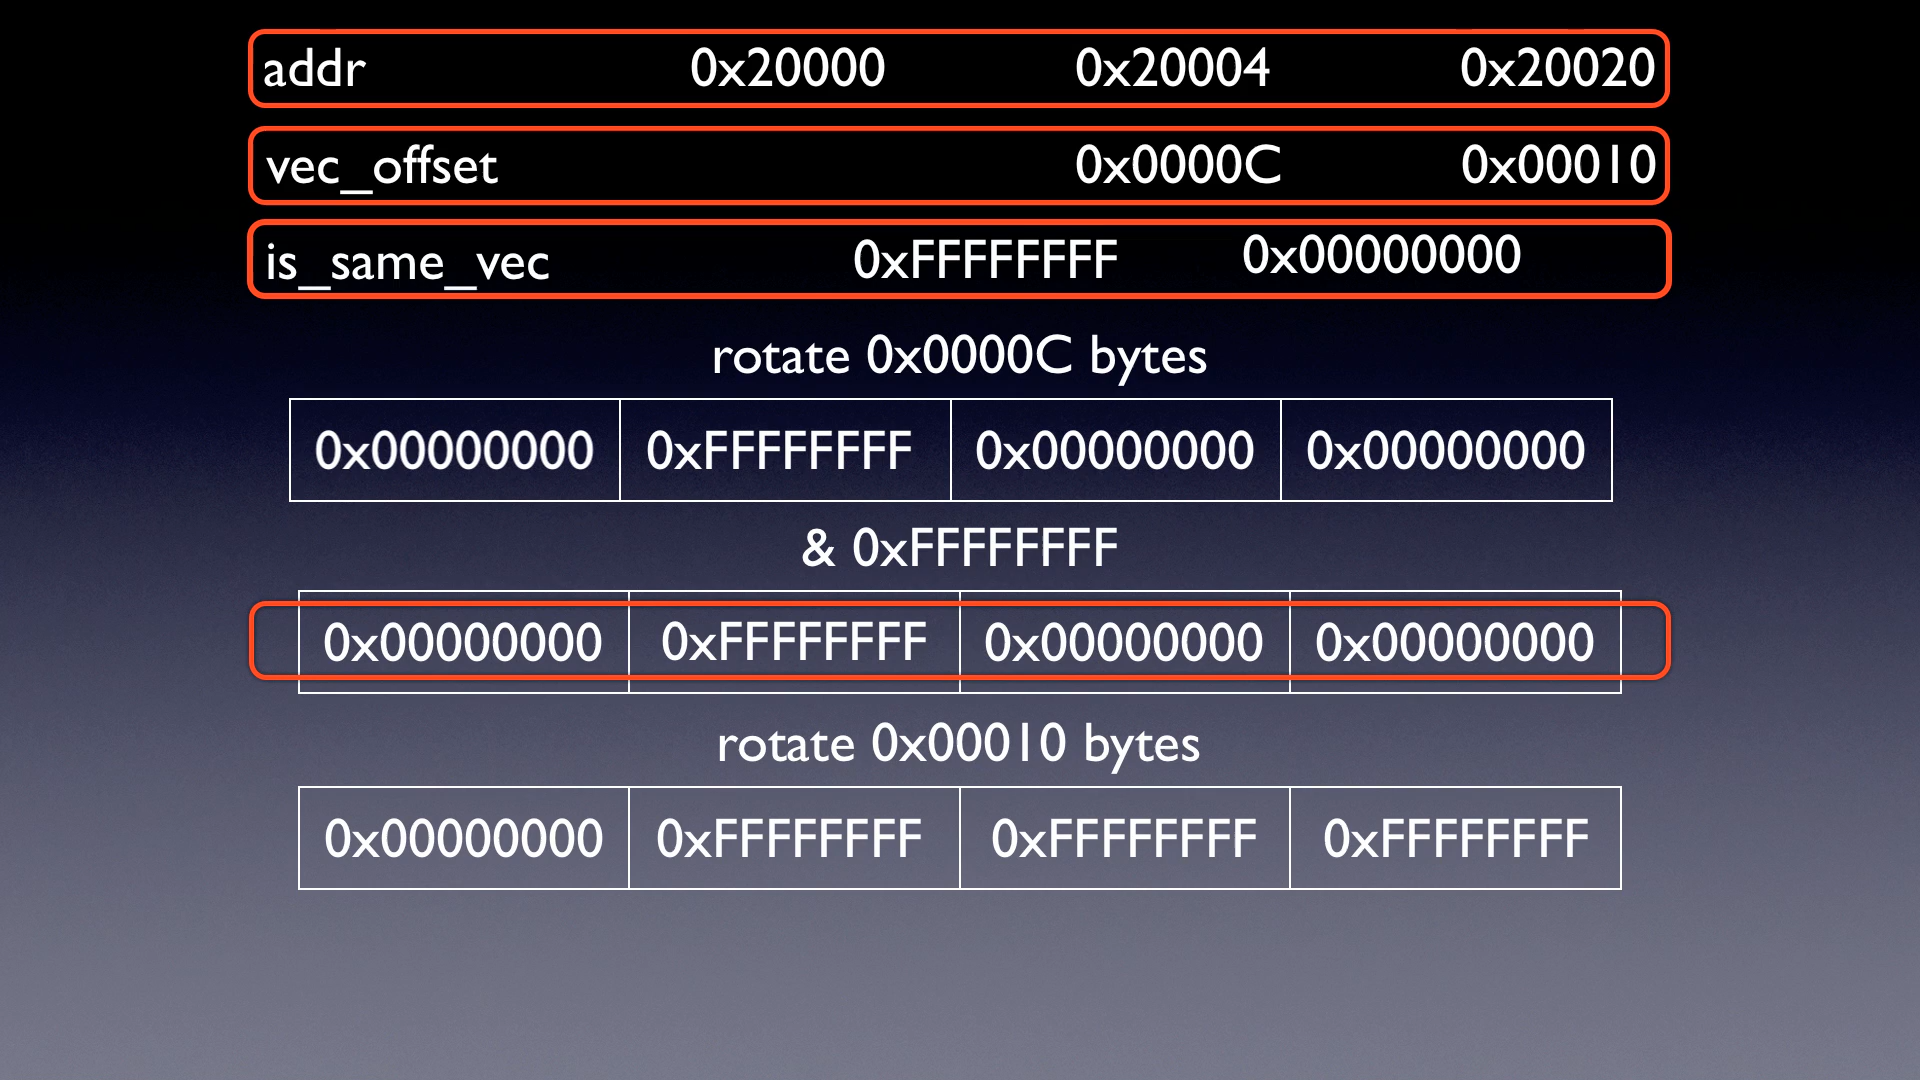 addr 0x20000 0x20004 0x20020
vec_offset 0x0000C 0x00010
is_same_vec 0xFFFFFFFF 0x00000000
rotate 0x0000C bytes
0x00000000 0xFFFFFFFF 0x00000000 0x00000000
& 0xFFFFFFFF
0x00000000 0xFFFFFFFF 0x00000000 0x00000000
rotate 0x00010 bytes
0x00000000 0xFFFFFFFF 0xFFFFFFFF 0xFFFFFFFF